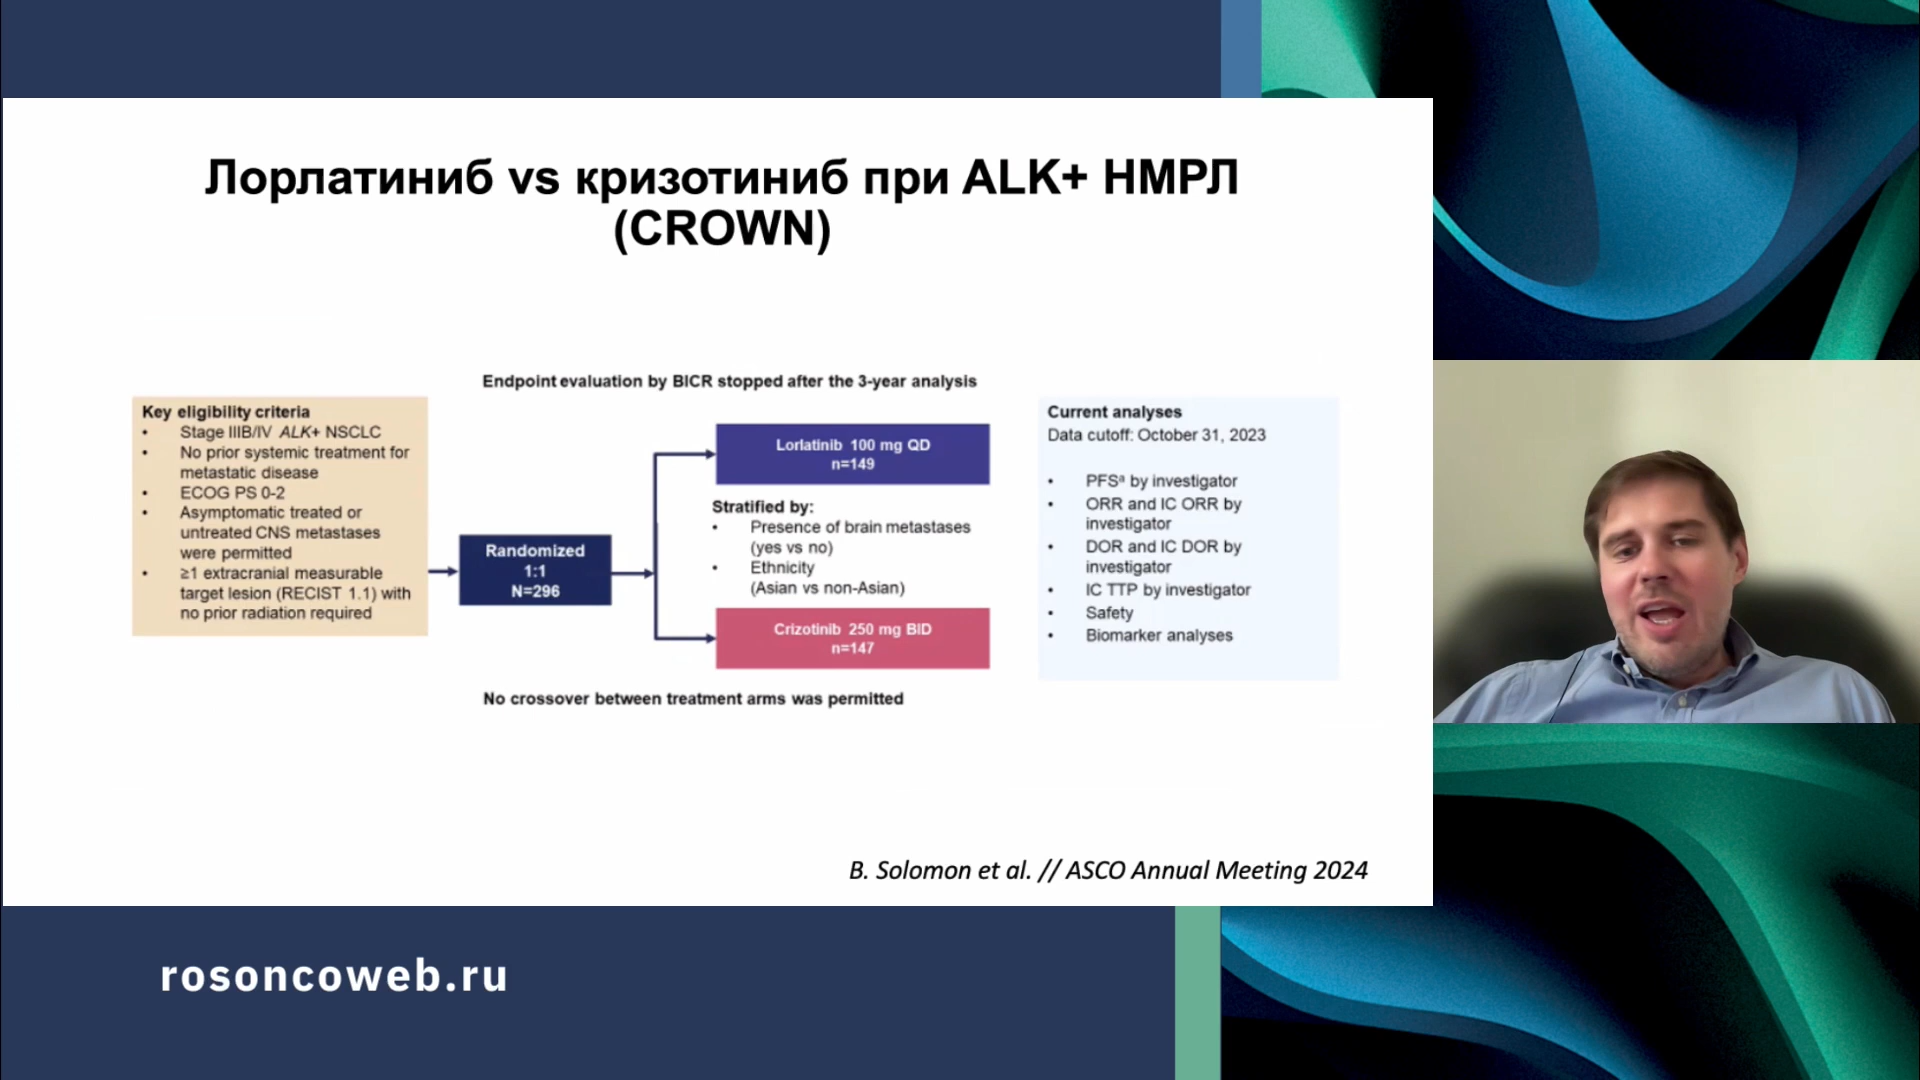 Лорлатиниб vs кризотиниб при ALK+ НМРЛ
(CROWN)
Endpoint evaluation by BICR stopped after the 3-year analysis
Key eligibility criteria
• Stage IIIB/IV ALK+ NSCLC
• No prior systemic treatment for
metastatic disease
• ECOG PS 0-2
• Asymptomatic treated or
untreated CNS metastases
were permitted
• ≥1 extracranial measurable
target lesion (RECIST 1.1) with
no prior radiation required
Randomized
1:1
N=296
Lorlatinib 100 mg QD
n=149
Stratified by:
• Presence of brain metastases
(yes vs no)
• Ethnicity
(Asian vs non-Asian)
Crizotinib 250 mg BID
n=147
No crossover between treatment arms was permitted
Current analyses
Data cutoff: October 31, 2023
• PFSᵃ by investigator
• ORR and IC ORR by
investigator
• DOR and IC DOR by
investigator
• IC TTP by investigator
• Safety
• Biomarker analyses
B. Solomon et al. // ASCO Annual Meeting 2024
rosoncoweb.ru